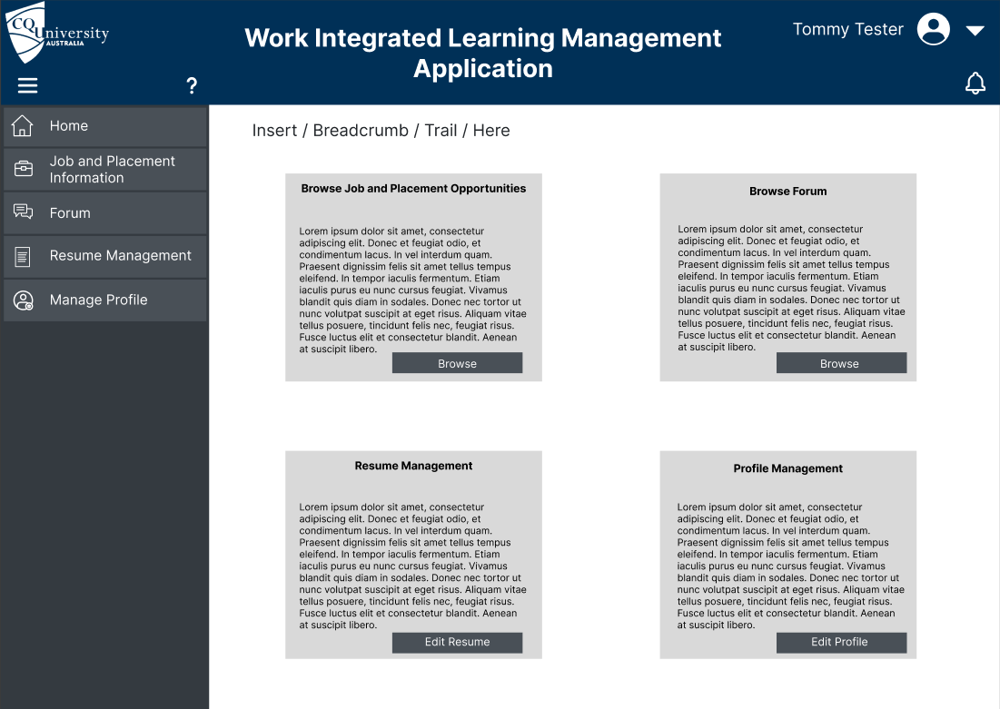 CQUniversity
AUSTRALIA
Work Integrated Learning Management
Application
Tommy Tester
?
Home
Job and Placement
Information
Forum
Resume Management
Manage Profile
Insert / Breadcrumb / Trail / Here
Browse Job and Placement Opportunities
Lorem ipsum dolor sit amet, consectetur
adipiscing elit. Donec et feugiat odio, et
condimentum lacus. In vel interdum quam.
Praesent dignissim felis sit amet tellus tempus
eleifend. In tempor iaculis fermentum. Etiam
iaculis purus eu nunc cursus feugiat. Vivamus
blandit quis diam in sodales. Donec nec tortor ut
nunc volutpat suscipit at eget risus. Aliquam vitae
tellus posuere, tincidunt felis nec, feugiat risus.
Fusce luctus elit et consectetur blandit. Aenean
at suscipit libero.
Browse
Browse Forum
Lorem ipsum dolor sit amet, consectetur
adipiscing elit. Donec et feugiat odio, et
condimentum lacus. In vel interdum quam.
Praesent dignissim felis sit amet tellus tempus
eleifend. In tempor iaculis fermentum. Etiam
iaculis purus eu nunc cursus feugiat. Vivamus
blandit quis diam in sodales. Donec nec tortor ut
nunc volutpat suscipit at eget risus. Aliquam vitae
tellus posuere, tincidunt felis nec, feugiat risus.
Fusce luctus elit et consectetur blandit. Aenean
at suscipit libero.
Browse
Resume Management
Lorem ipsum dolor sit amet, consectetur
adipiscing elit. Donec et feugiat odio, et
condimentum lacus. In vel interdum quam.
Praesent dignissim felis sit amet tellus tempus
eleifend. In tempor iaculis fermentum. Etiam
iaculis purus eu nunc cursus feugiat. Vivamus
blandit quis diam in sodales. Donec nec tortor ut
nunc volutpat suscipit at eget risus. Aliquam vitae
tellus posuere, tincidunt felis nec, feugiat risus.
Fusce luctus elit et consectetur blandit. Aenean
at suscipit libero.
Edit Resume
Profile Management
Lorem ipsum dolor sit amet, consectetur
adipiscing elit. Donec et feugiat odio, et
condimentum lacus. In vel interdum quam.
Praesent dignissim felis sit amet tellus tempus
eleifend. In tempor iaculis fermentum. Etiam
iaculis purus eu nunc cursus feugiat. Vivamus
blandit quis diam in sodales. Donec nec tortor ut
nunc volutpat suscipit at eget risus. Aliquam vitae
tellus posuere, tincidunt felis nec, feugiat risus.
Fusce luctus elit et consectetur blandit. Aenean
at suscipit libero.
Edit Profile